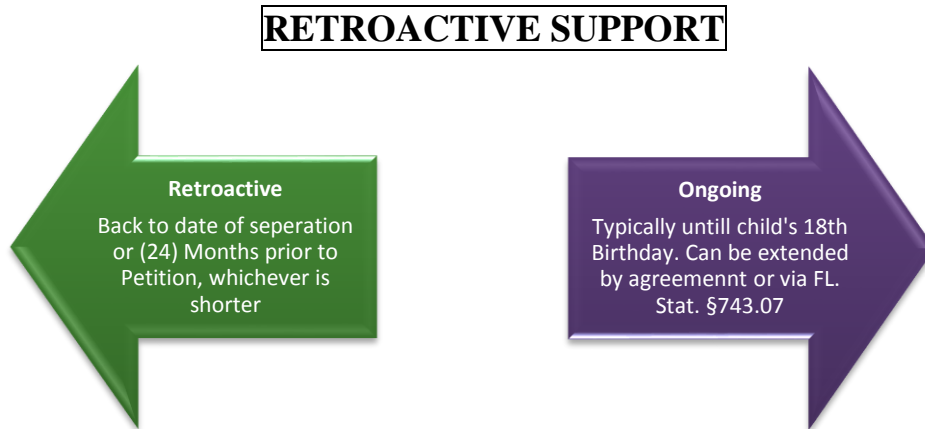 RETROACTIVE SUPPORT
Retroactive
Back to date of seperation
or (24) Months prior to
Petition, whichever is
shorter
Ongoing
Typically untill child's 18th
Birthday. Can be extended
by agreemennt or via FL.
Stat. §743.07